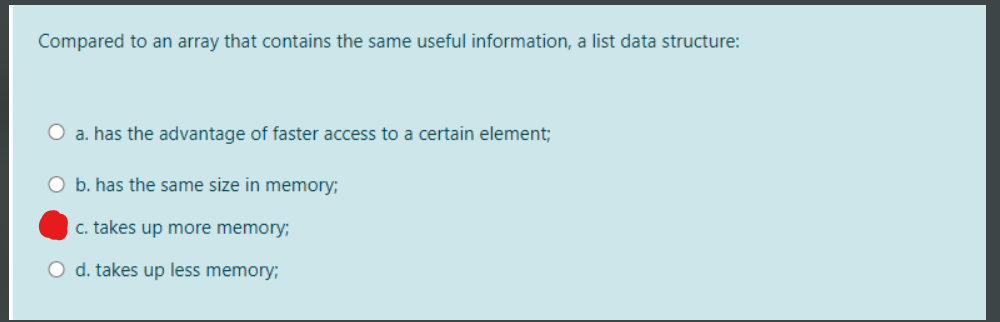 Compared to an array that contains the same useful information, a list data structure:
a. has the advantage of faster access to a certain element;
b. has the same size in memory;
c. takes up more memory;
d. takes up less memory;